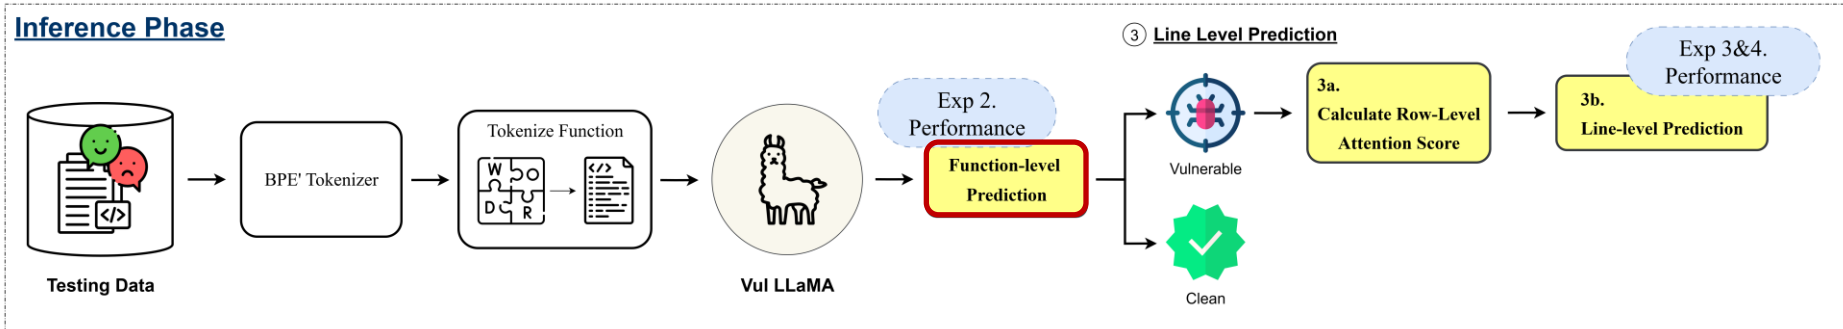 Inference Phase
Testing Data
BPE' Tokenizer
Tokenize Function
W
O
D
R
</>
</>
Vul LLaMA
Exp 2.
Performance
Function-level
Prediction
3 Line Level Prediction
Vulnerable
Clean
3a.
Calculate Row-Level
Attention Score
Exp 3&4.
Performance
3b.
Line-level Prediction